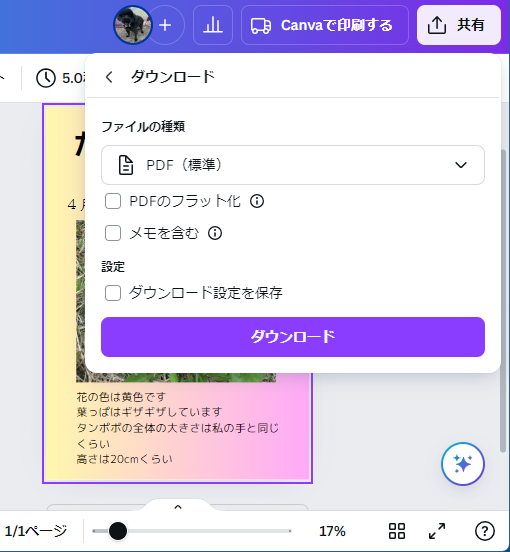 Canvaで印刷する
共有
5.0
ダウンロード
ファイルの種類
PDF（標準）
PDFのフラット化
メモを含む
設定
ダウンロード設定を保存
ダウンロード
4
花の色は黄色です
葉っぱはギザギザしています
タンポポの全体の大きさは私の手と同じ
くらい
高さは20cmくらい
1/1ページ
17%